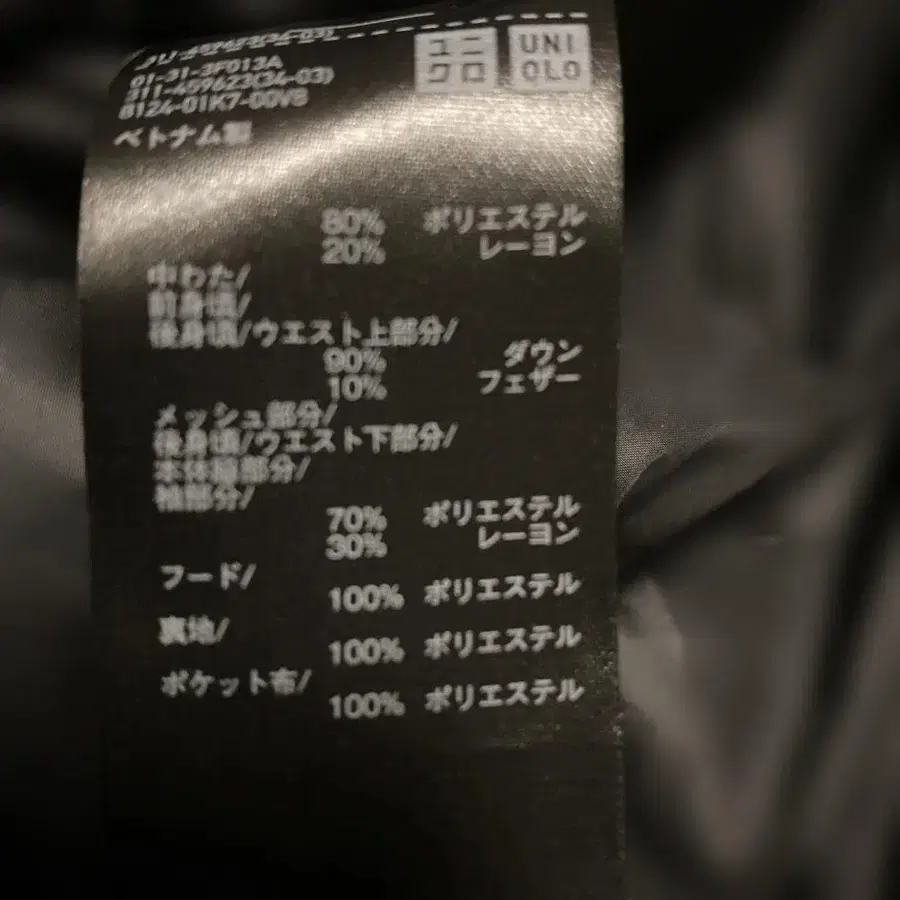 ユニ
クロ
UNI
QLO
01-31-3F013A
311-459623(34-03)
8124-01K7-00V8
ベトナム製
80% ポリエステル
20% レーヨン
中わた/
前身頃/
後身頃/ウエスト上部分/
90% ダウン
10% フェザー
メッシュ部分/
後身頃/ウエスト下部分/
本体脇部分/
袖部分/
70% ポリエステル
30% レーヨン
フード/
100% ポリエステル
裏地/
100% ポリエステル
ポケット布/
100% ポリエステル